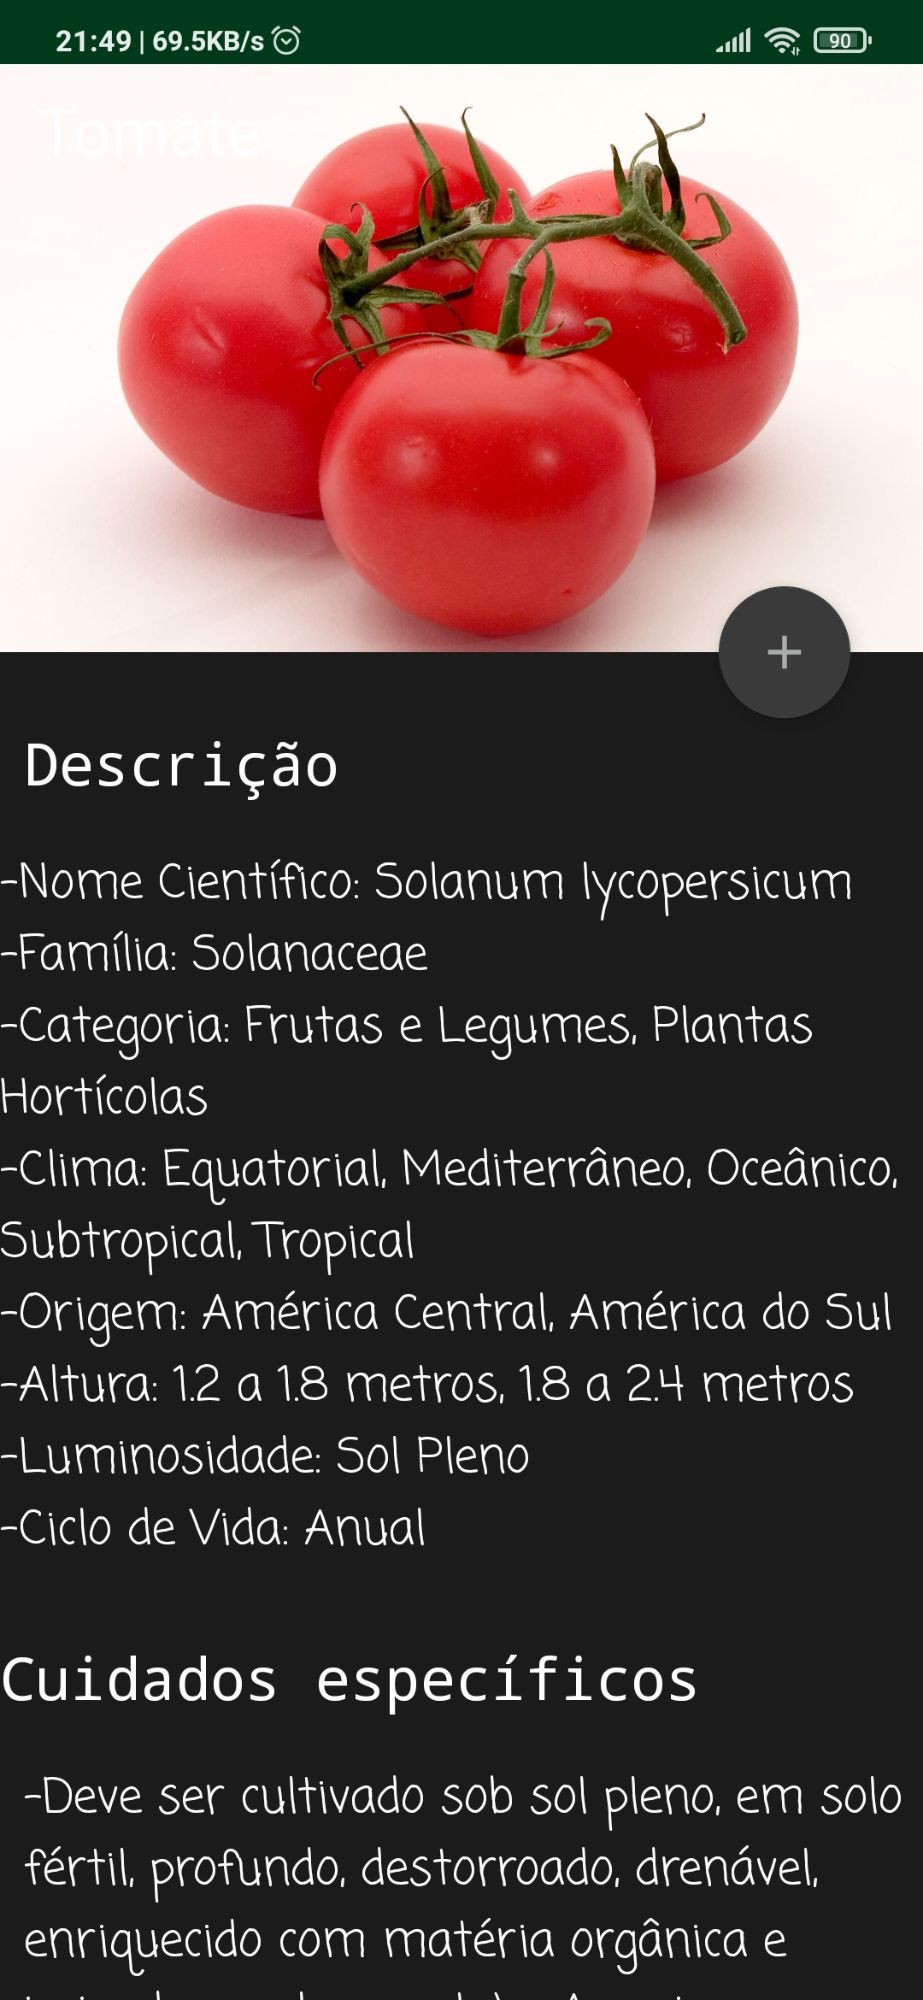 21:49 | 69.5KB/s
90
Tomate
+
Descrição
-Nome Científico: Solanum lycopersicum
-Família: Solanaceae
-Categoria: Frutas e Legumes, Plantas
Hortícolas
-Clima: Equatorial, Mediterrâneo, Oceânico,
Subtropical, Tropical
-Origem: América Central, América do Sul
-Altura: 1.2 a 1.8 metros, 1.8 a 2.4 metros
-Luminosidade: Sol Pleno
-Ciclo de Vida: Anual
Cuidados específicos
-Deve ser cultivado sob sol pleno, em solo
fértil, profundo, destorroado, drenável,
enriquecido com matéria orgânica e